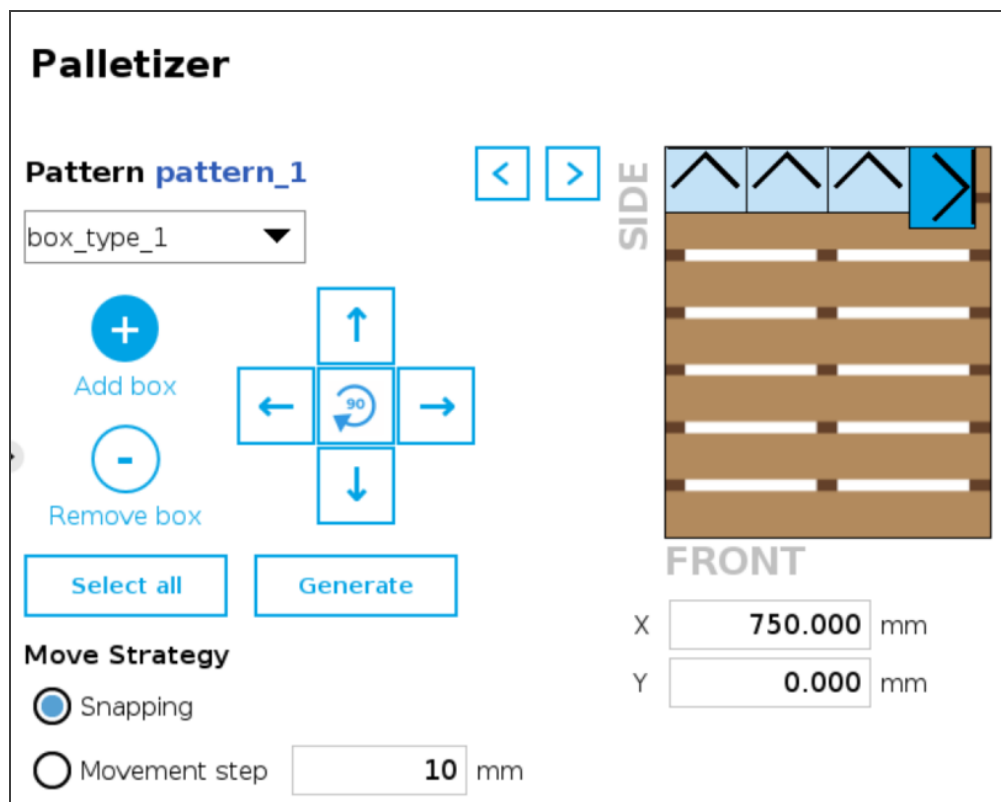 Palletizer
Pattern pattern_1
< >
box_type_1
SIDE
+
Add box
↑
← 90 →
↓
-
Remove box
Select all
Generate
FRONT
X 750.000 mm
Y 0.000 mm
Move Strategy
Snapping
Movement step 10 mm